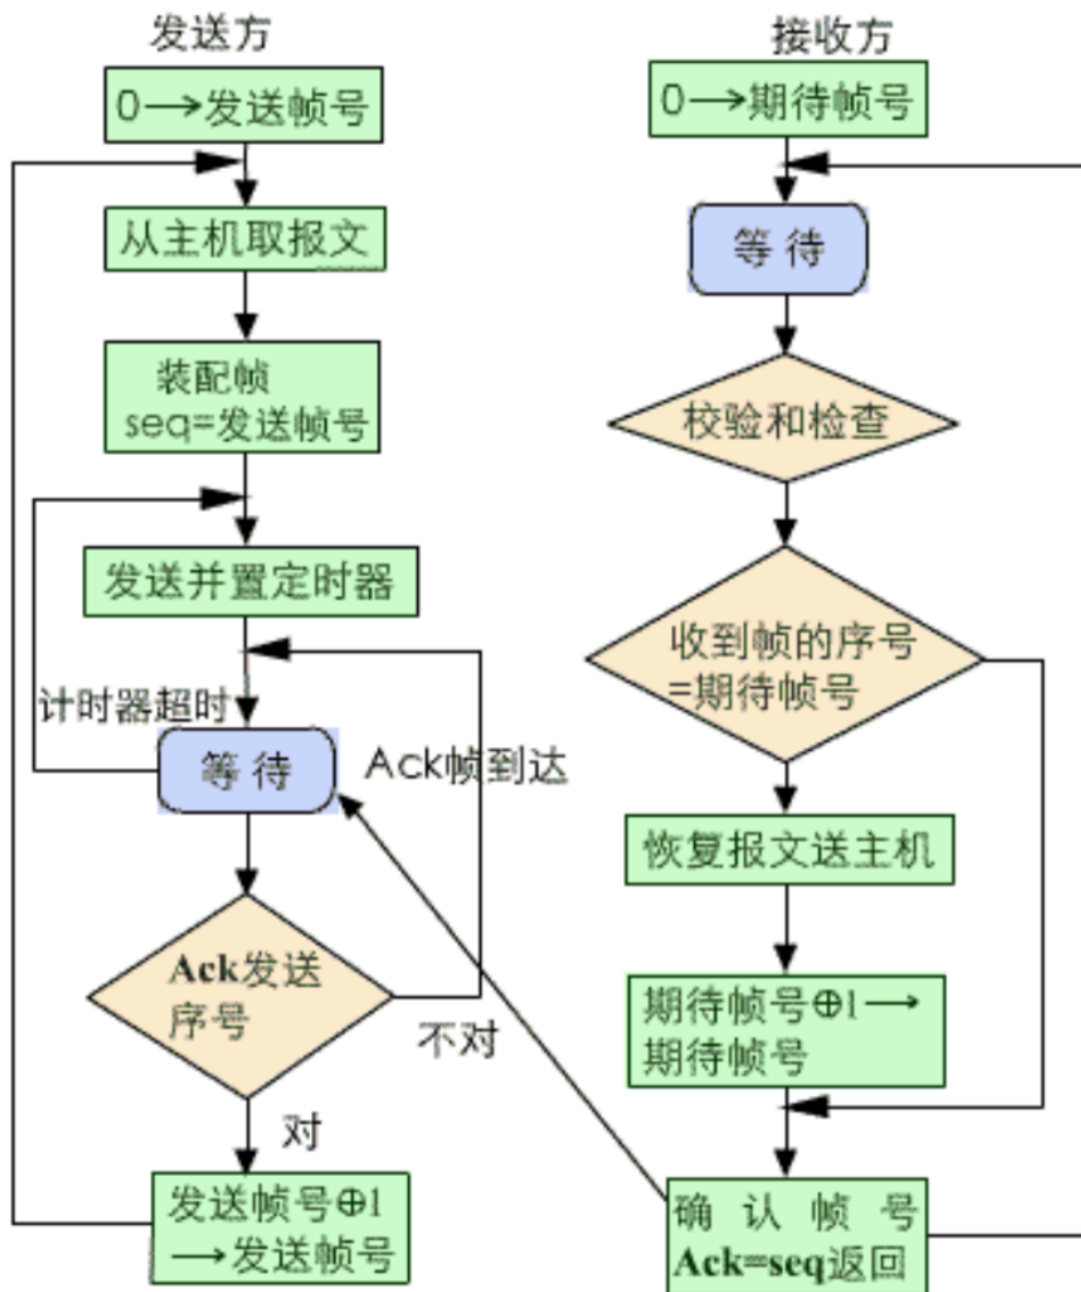 发送方
0→发送帧号
从主机取报文
装配帧
seq=发送帧号
发送并置定时器
计时器超时
等 待
Ack帧到达
Ack发送
序号
不对
对
发送帧号⊕1
→发送帧号
接收方
0→期待帧号
等 待
校验和检查
收到帧的序号
=期待帧号
恢复报文送主机
期待帧号⊕1→
期待帧号
确 认 帧 号
Ack=seq返回